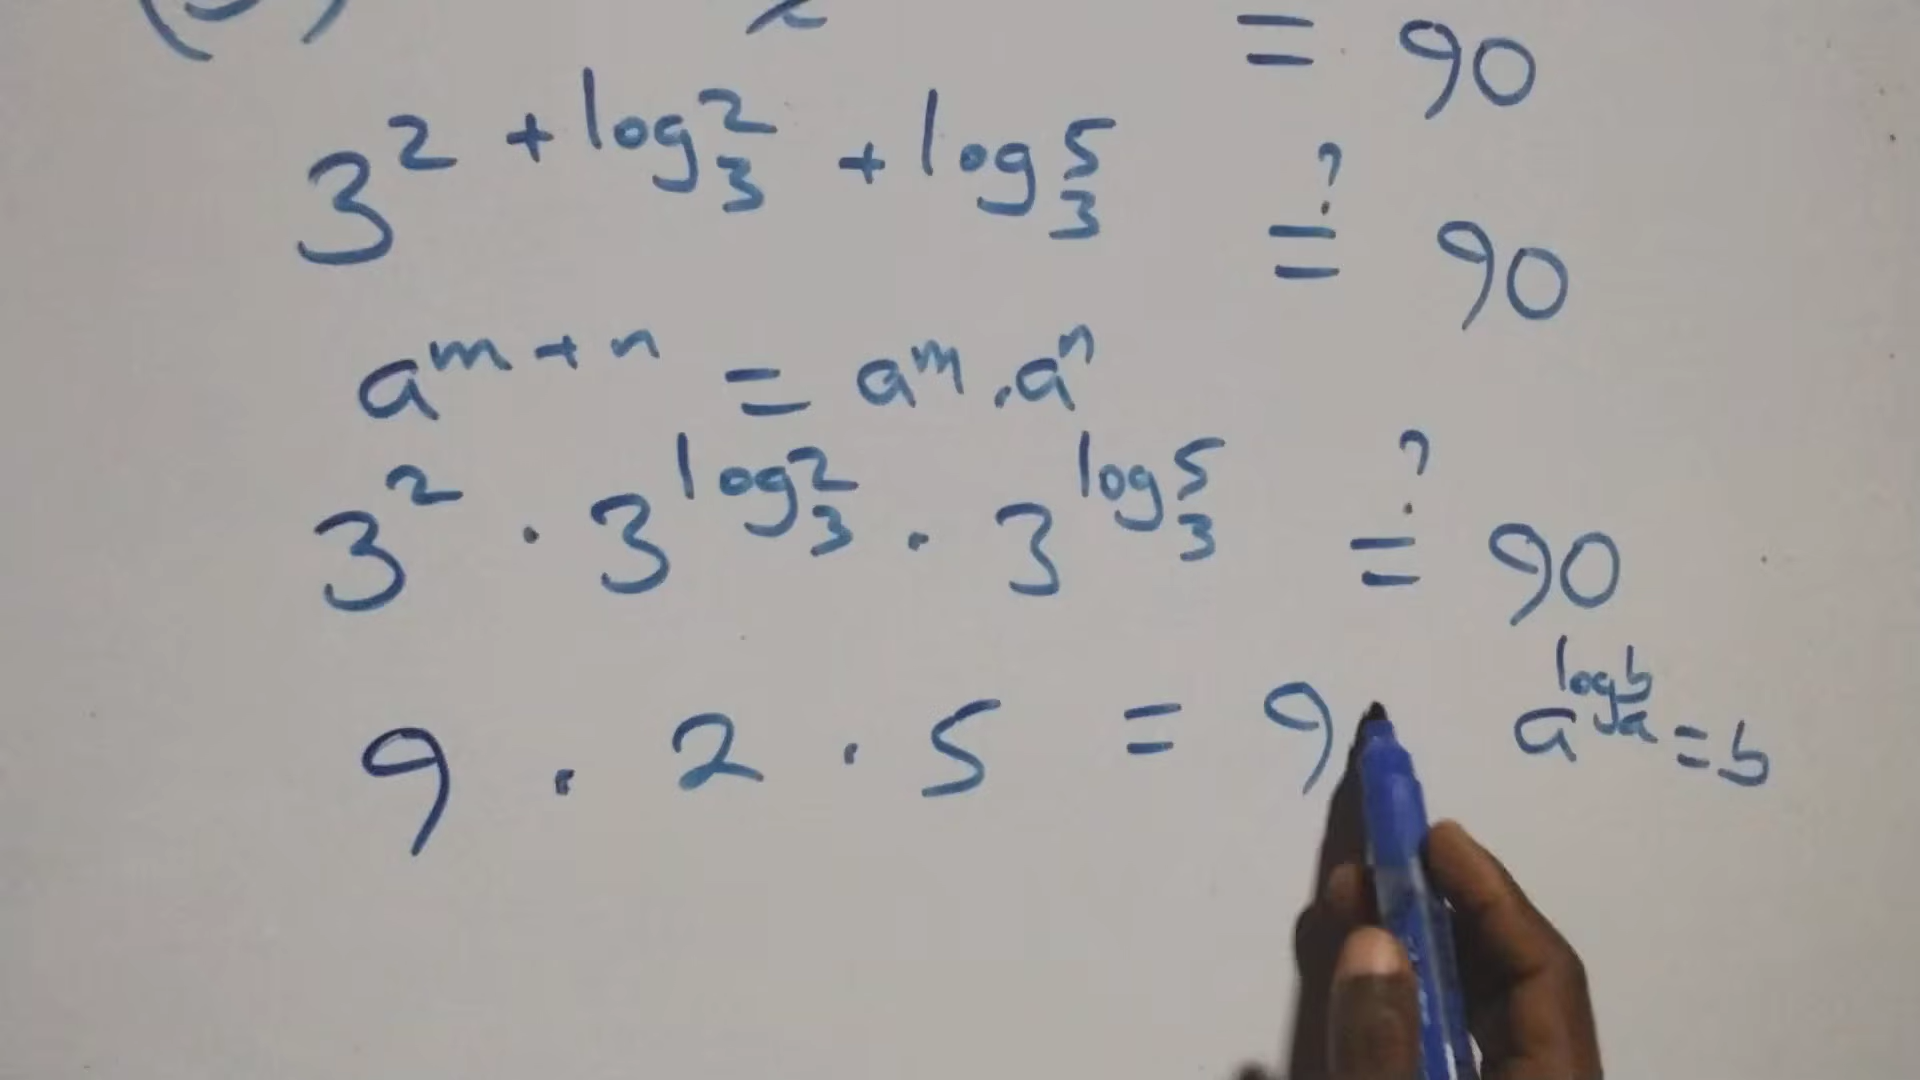 = 90
3^2 + log_3 2 + log_3 5 =? 90
a^m + n = a^m . a^n
3^2 . 3^log_3 2 . 3^log_3 5 =? 90
9 . 2 . 5 = 9
a^log_a b = b